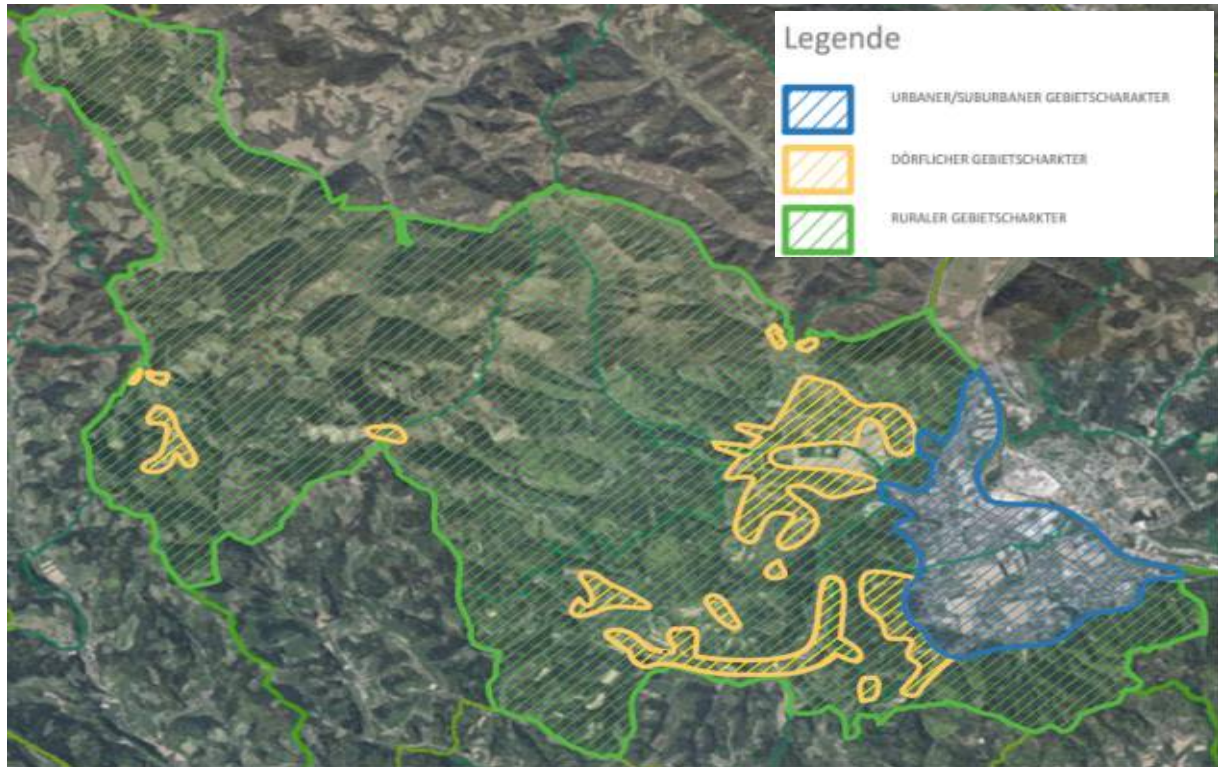 Legende
URBANER/SUBURBANER GEBIETSCHARAKTER
DÖRFLICHER GEBIETSCHARKTER
RURALER GEBIETSCHARKTER